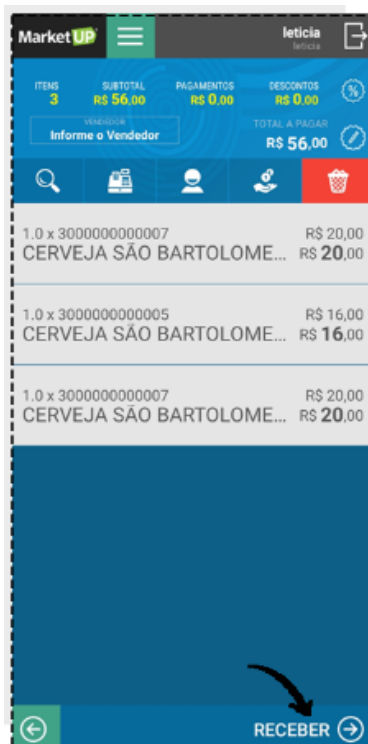 MarketUP
leticia
leticia
ITENS SUBTOTAL PAGAMENTOS DESCONTOS
3 R$ 56,00 R$ 0,00 R$ 0,00
%
VENDEDOR
Informe o Vendedor
TOTAL A PAGAR
R$ 56,00
1.0 x 3000000000007 R$ 20,00
CERVEJA SÃO BARTOLOME... R$ 20,00
1.0 x 3000000000005 R$ 16,00
CERVEJA SÃO BARTOLOME... R$ 16,00
1.0 x 3000000000007 R$ 20,00
CERVEJA SÃO BARTOLOME... R$ 20,00
RECEBER